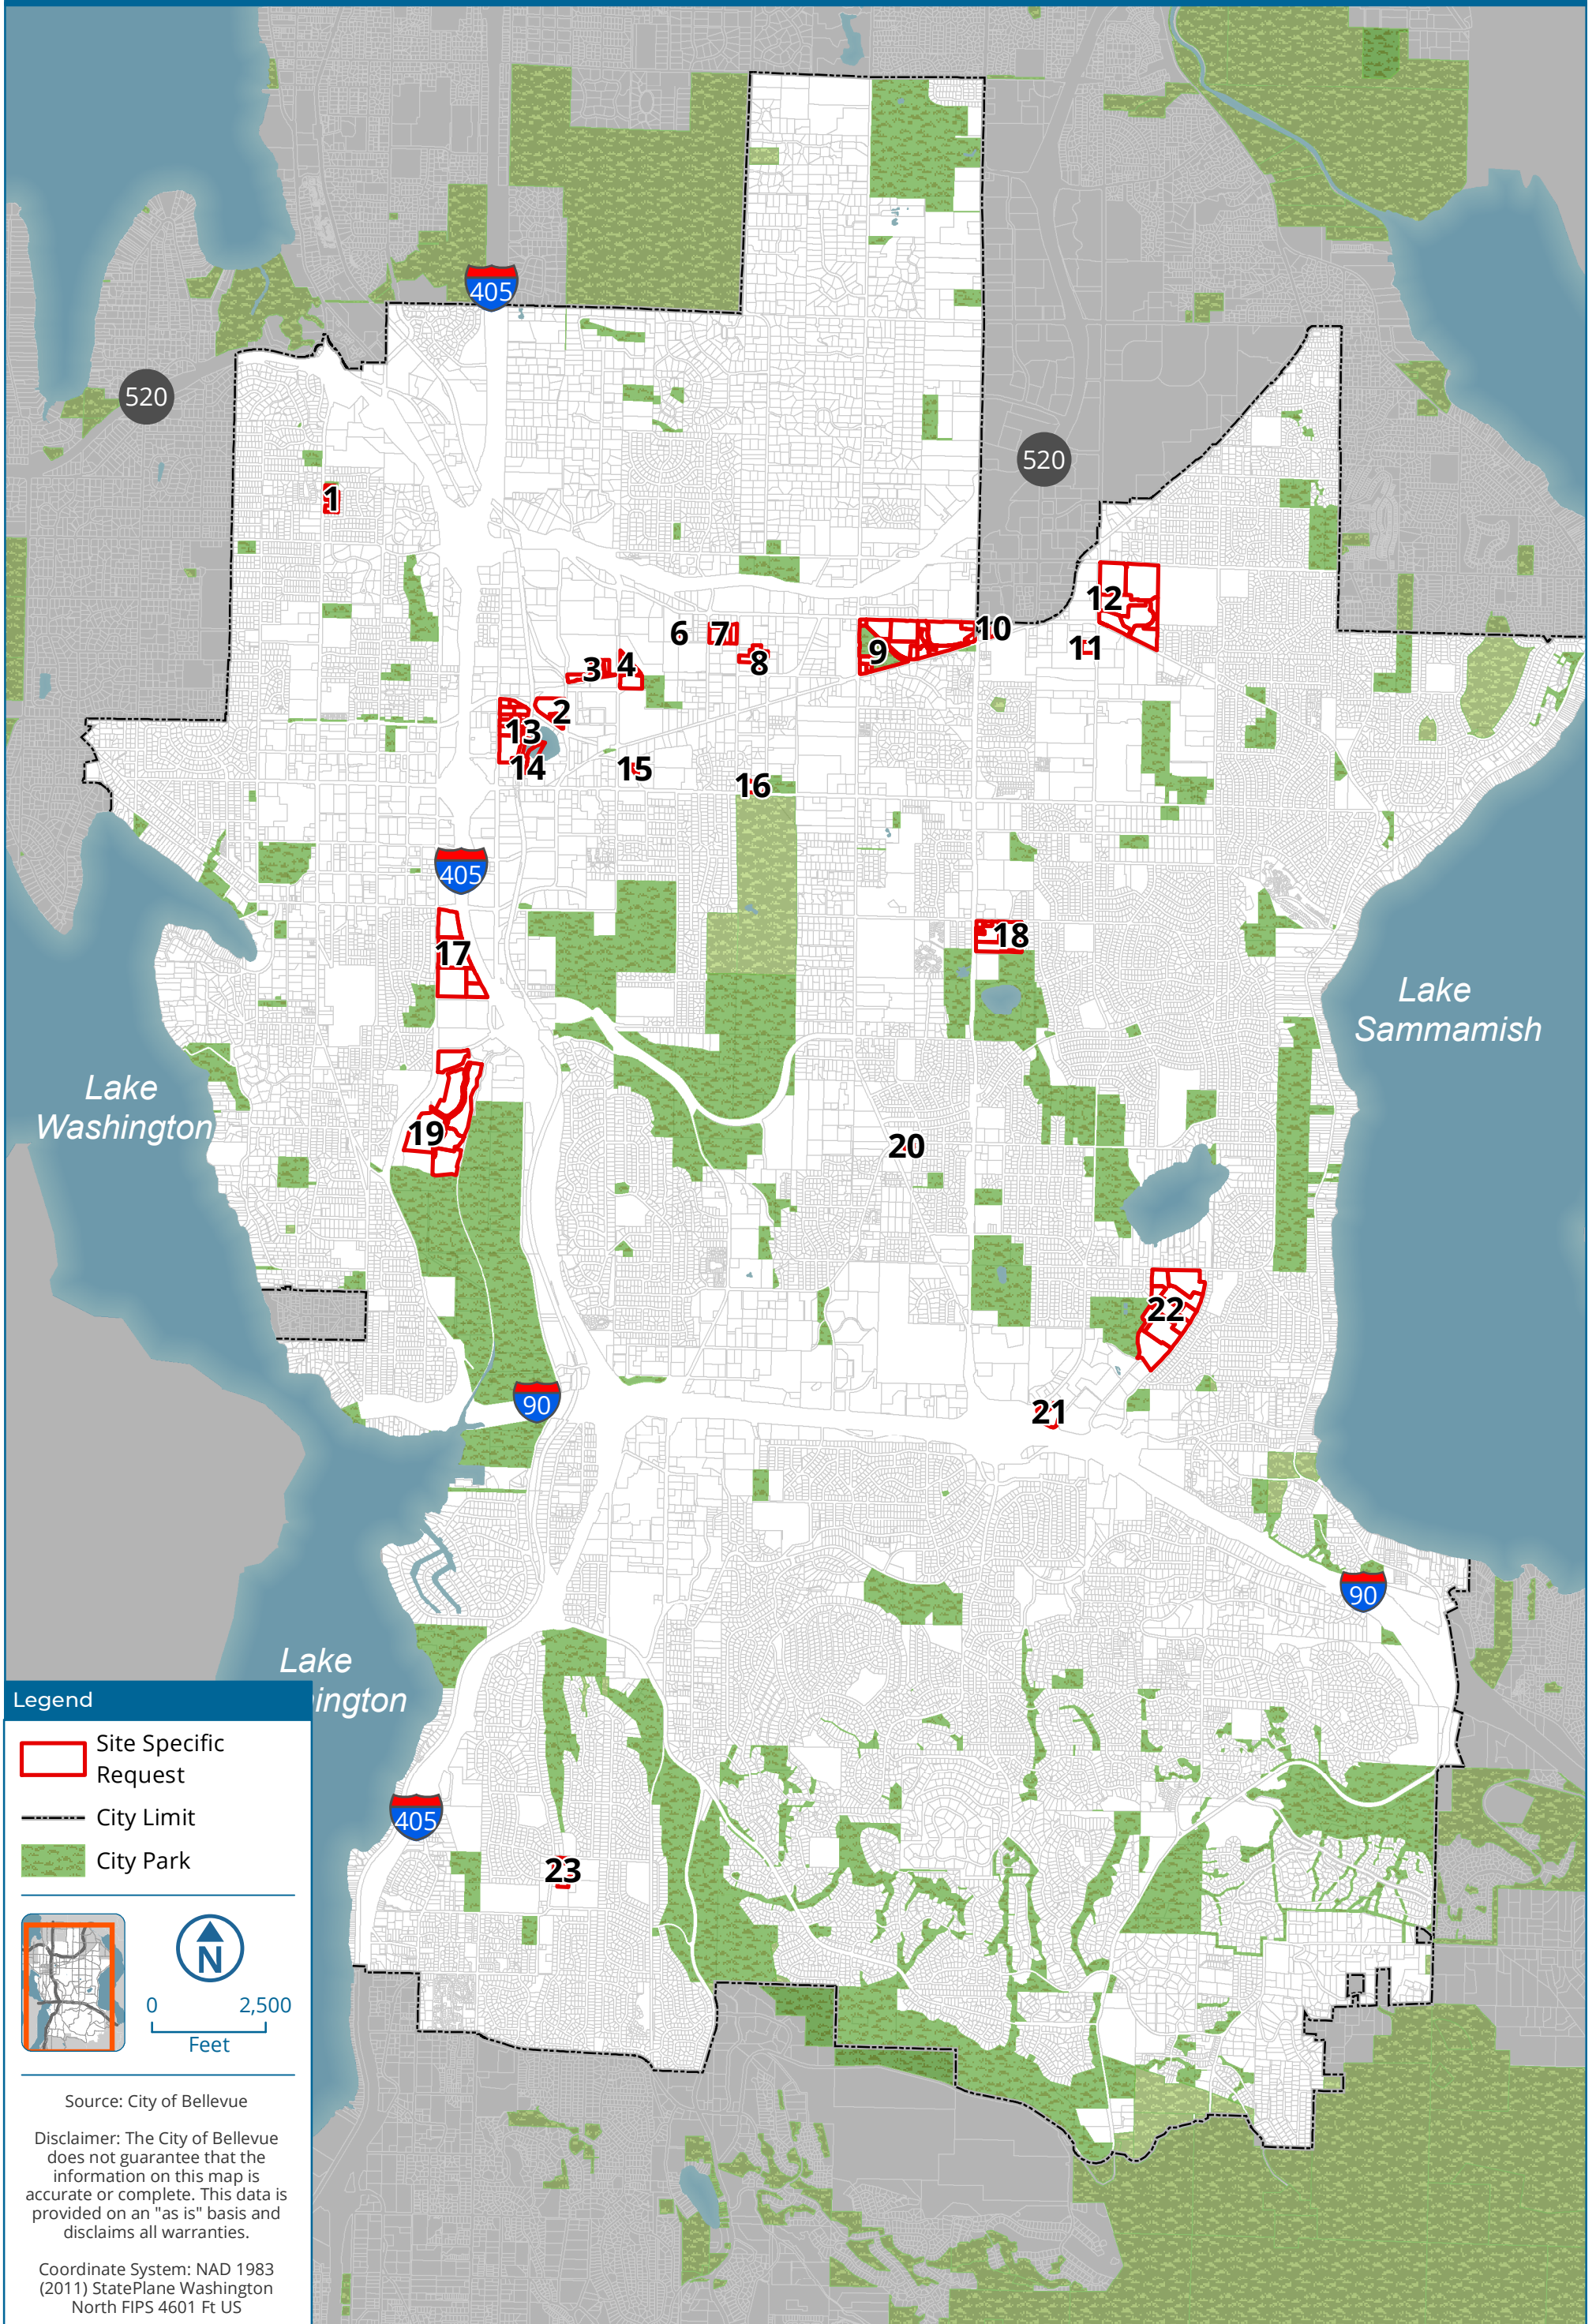 405
520
520
1
12
6
7
10
11
8
9
3
4
2
13
14
15
16
405
17
18
Lake
Sammamish
Lake
Washington
19
20
22
90
21
90
Lake
ington
405
23
Legend
Site Specific
Request
City Limit
City Park
N
0 2,500
Feet
Source: City of Bellevue
Disclaimer: The City of Bellevue
does not guarantee that the
information on this map is
accurate or complete. This data is
provided on an "as is" basis and
disclaims all warranties.
Coordinate System: NAD 1983
(2011) StatePlane Washington
North FIPS 4601 Ft US